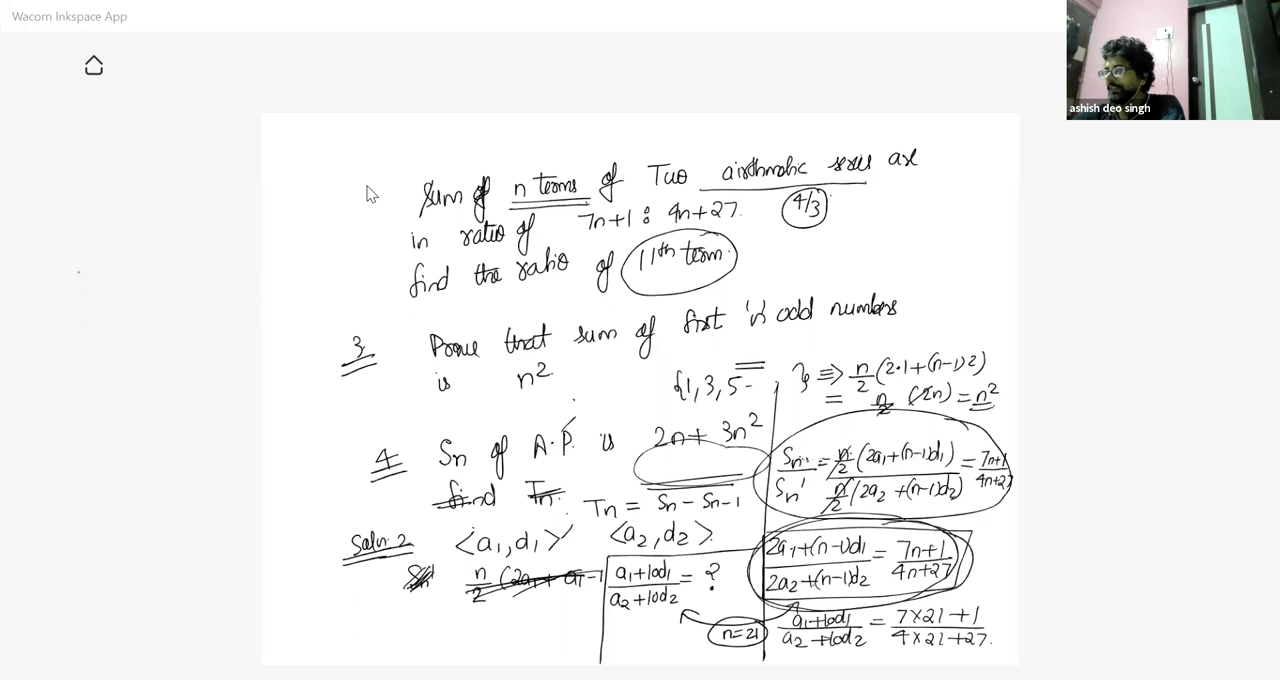 Wacom Inkspace App
ashish deo singh
Sum of n terms of Two airthmatic series are
in ratio of 7n+1 : 4n+27. 4/3
find the ratio of 11th term.
3 Prove that sum of first 'n' odd numbers
is n²
{1, 3, 5-
} ≡> n/2 (2·1+(n-1)2)
= n/2 (2n) = n²
4 Sn of A.P. is 2n+ 3n²
find Tn. Tn = Sn - Sn-1
Sn/Sn' = n/2 (2a1+(n-1)d1) / n/2 (2a2+(n-1)d2) = 7n+1/4n+27
Soln. 2 <a1, d1> <a2, d2>
n/2 (2a1+
a1+10d1/a2+10d2 = ?
2a1+(n-1)d1/2a2+(n-1)d2 = 7n+1/4n+27
n=21
a1+10d1/a2+10d2 = 7×21+1/4×21+27.